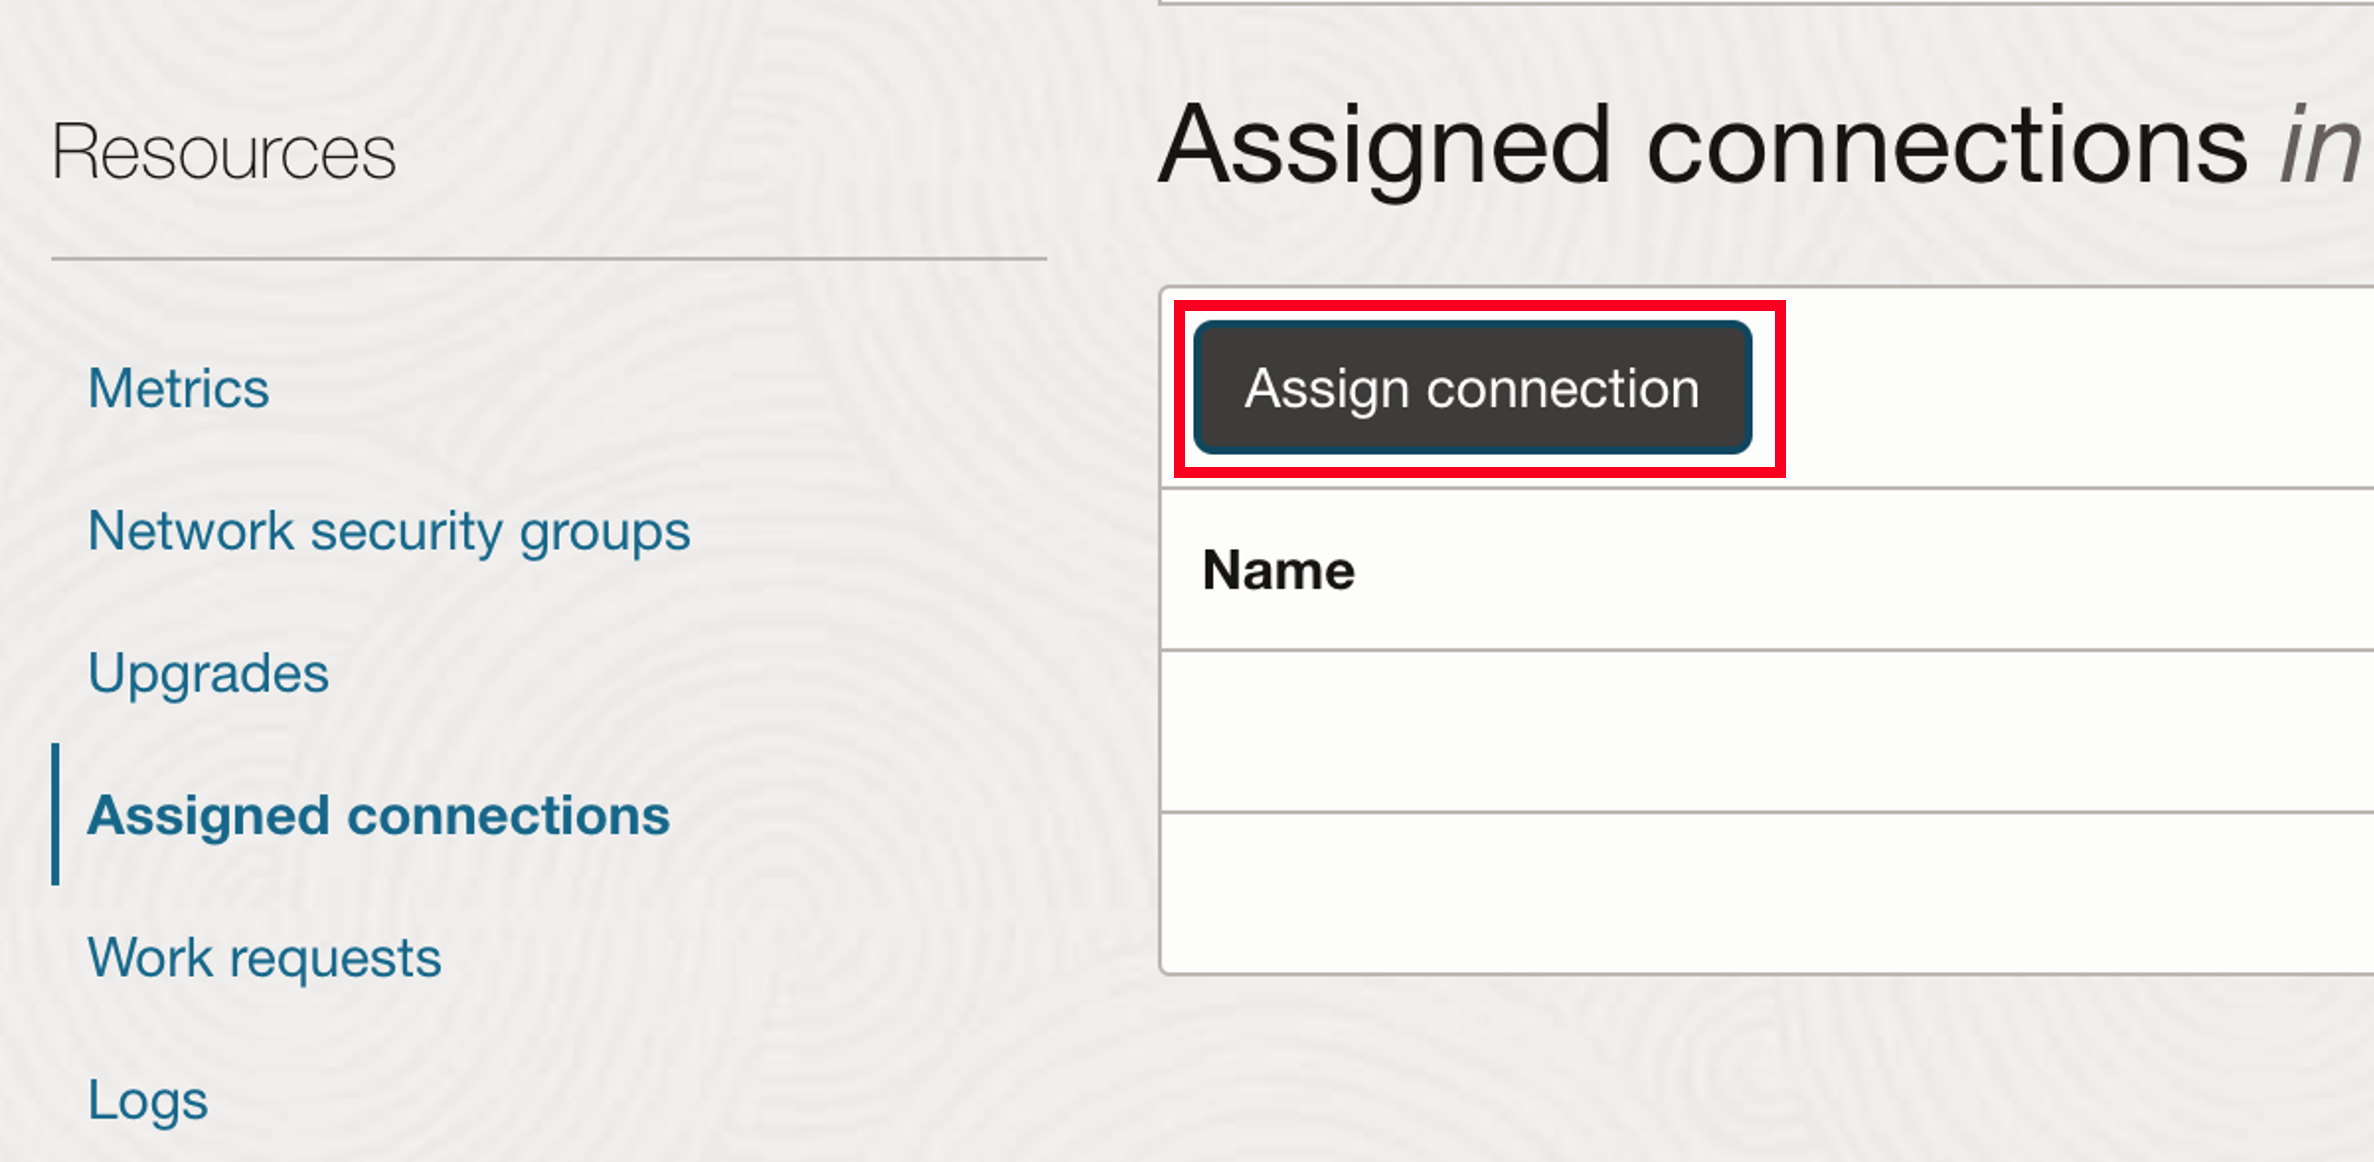 Resources
Metrics
Network security groups
Upgrades
Assigned connections
Work requests
Logs
Assigned connections in
Assign connection
Name